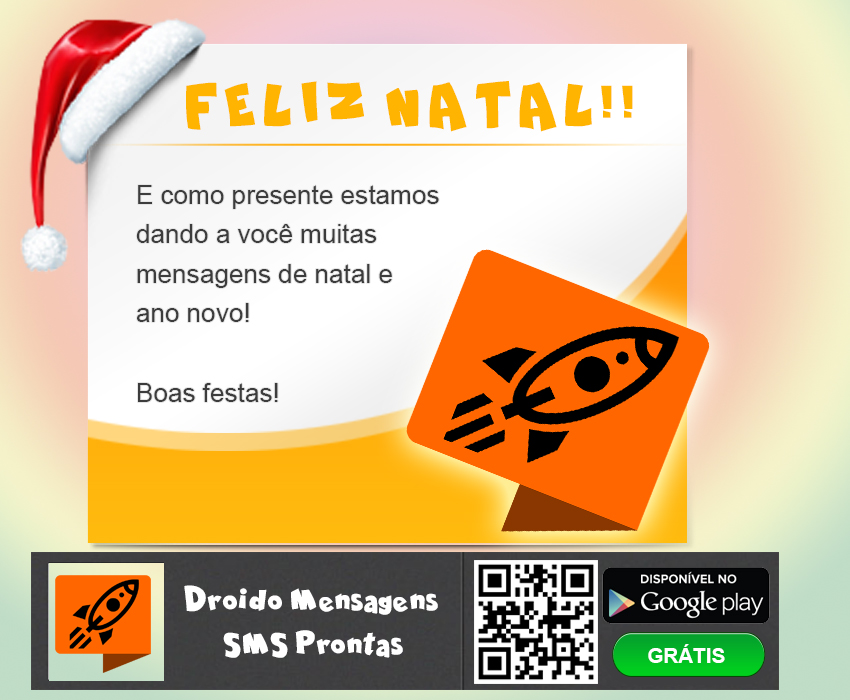 FELIZ NATAL!!
E como presente estamos
dando a você muitas
mensagens de natal e
ano novo!
Boas festas!
Droido Mensagens
SMS Prontas
DISPONÍVEL NO
Google play
GRÁTIS